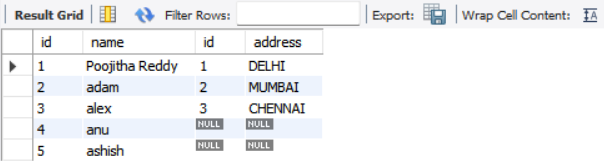 Result Grid Filter Rows: Export: Wrap Cell Content: IA
id name id address
1 Poojitha Reddy 1 DELHI
2 adam 2 MUMBAI
3 alex 3 CHENNAI
4 anu NULL NULL
5 ashish NULL NULL